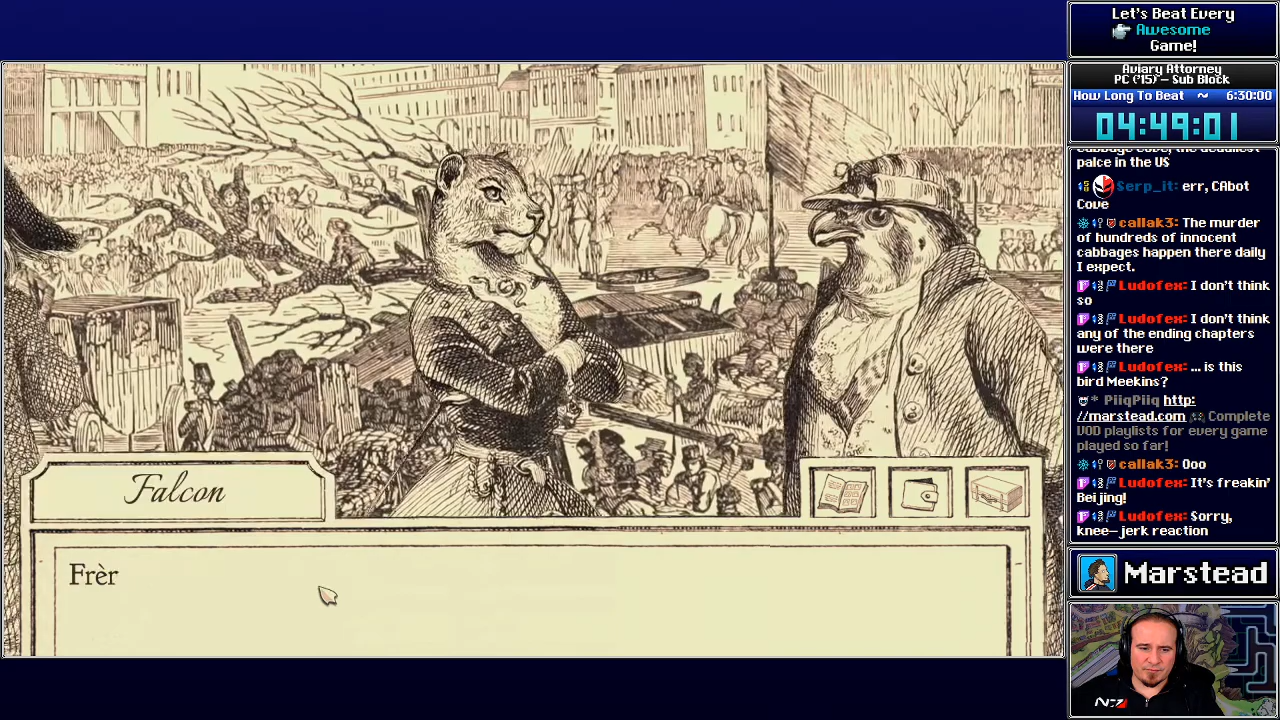 Let's Beat Every
Awesome
Game!
Aviary Attorney
PC ('15) - Sub Block
How Long To Beat ~ 6:30:00
04:49:01
palce in the US
Serp_it: err, CAbot
Cove
callak3: The murder
of hundreds of innocent
cabbages happen there daily
I expect.
Ludofex: I don't think
so
Ludofex: I don't think
any of the ending chapters
were there
Ludofex: ... is this
bird Meekins?
PiiqPiiq http:
//marstead.com Complete
VOD playlists for every game
played so far!
callak3: Ooo
Ludofex: It's freakin'
Beijing!
Ludofex: Sorry,
knee-jerk reaction
Marstead
Falcon
Frèr
N7